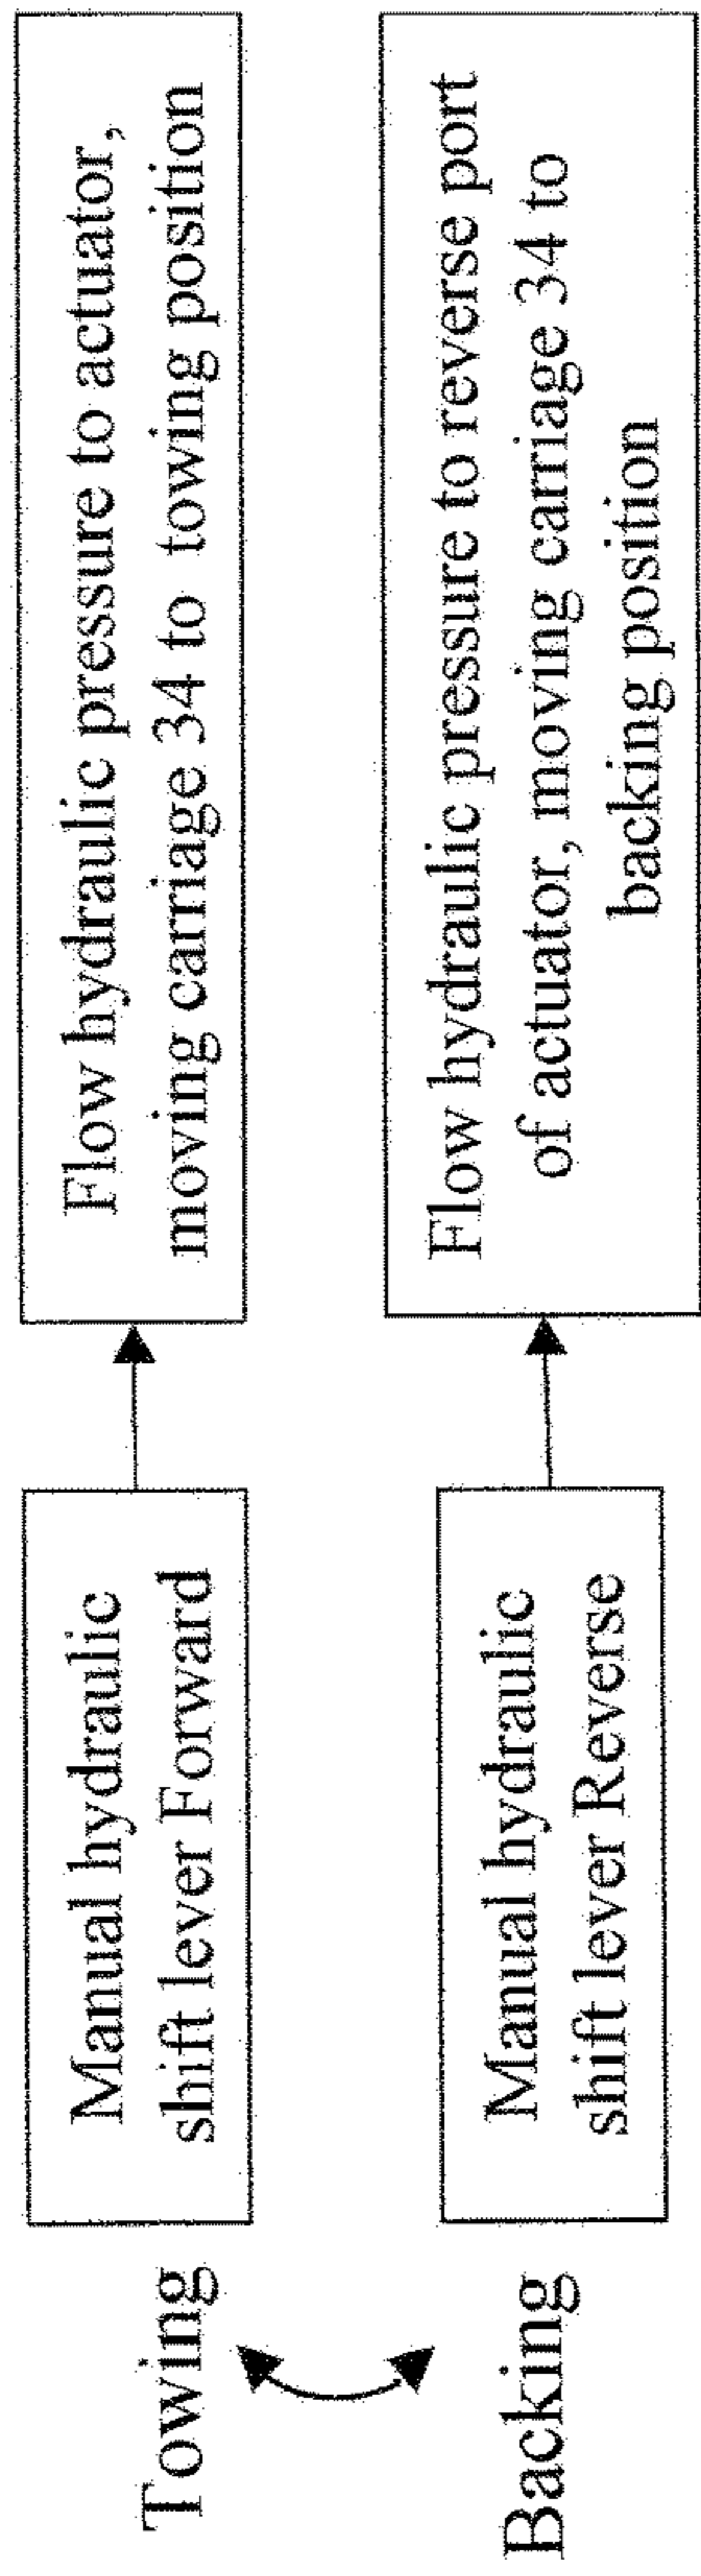 Towing
Manual hydraulic
shift lever Forward
Flow hydraulic pressure to actuator,
moving carriage 34 to towing position
Backing
Manual hydraulic
shift lever Reverse
Flow hydraulic pressure to reverse port
of actuator, moving carriage 34 to
backing position